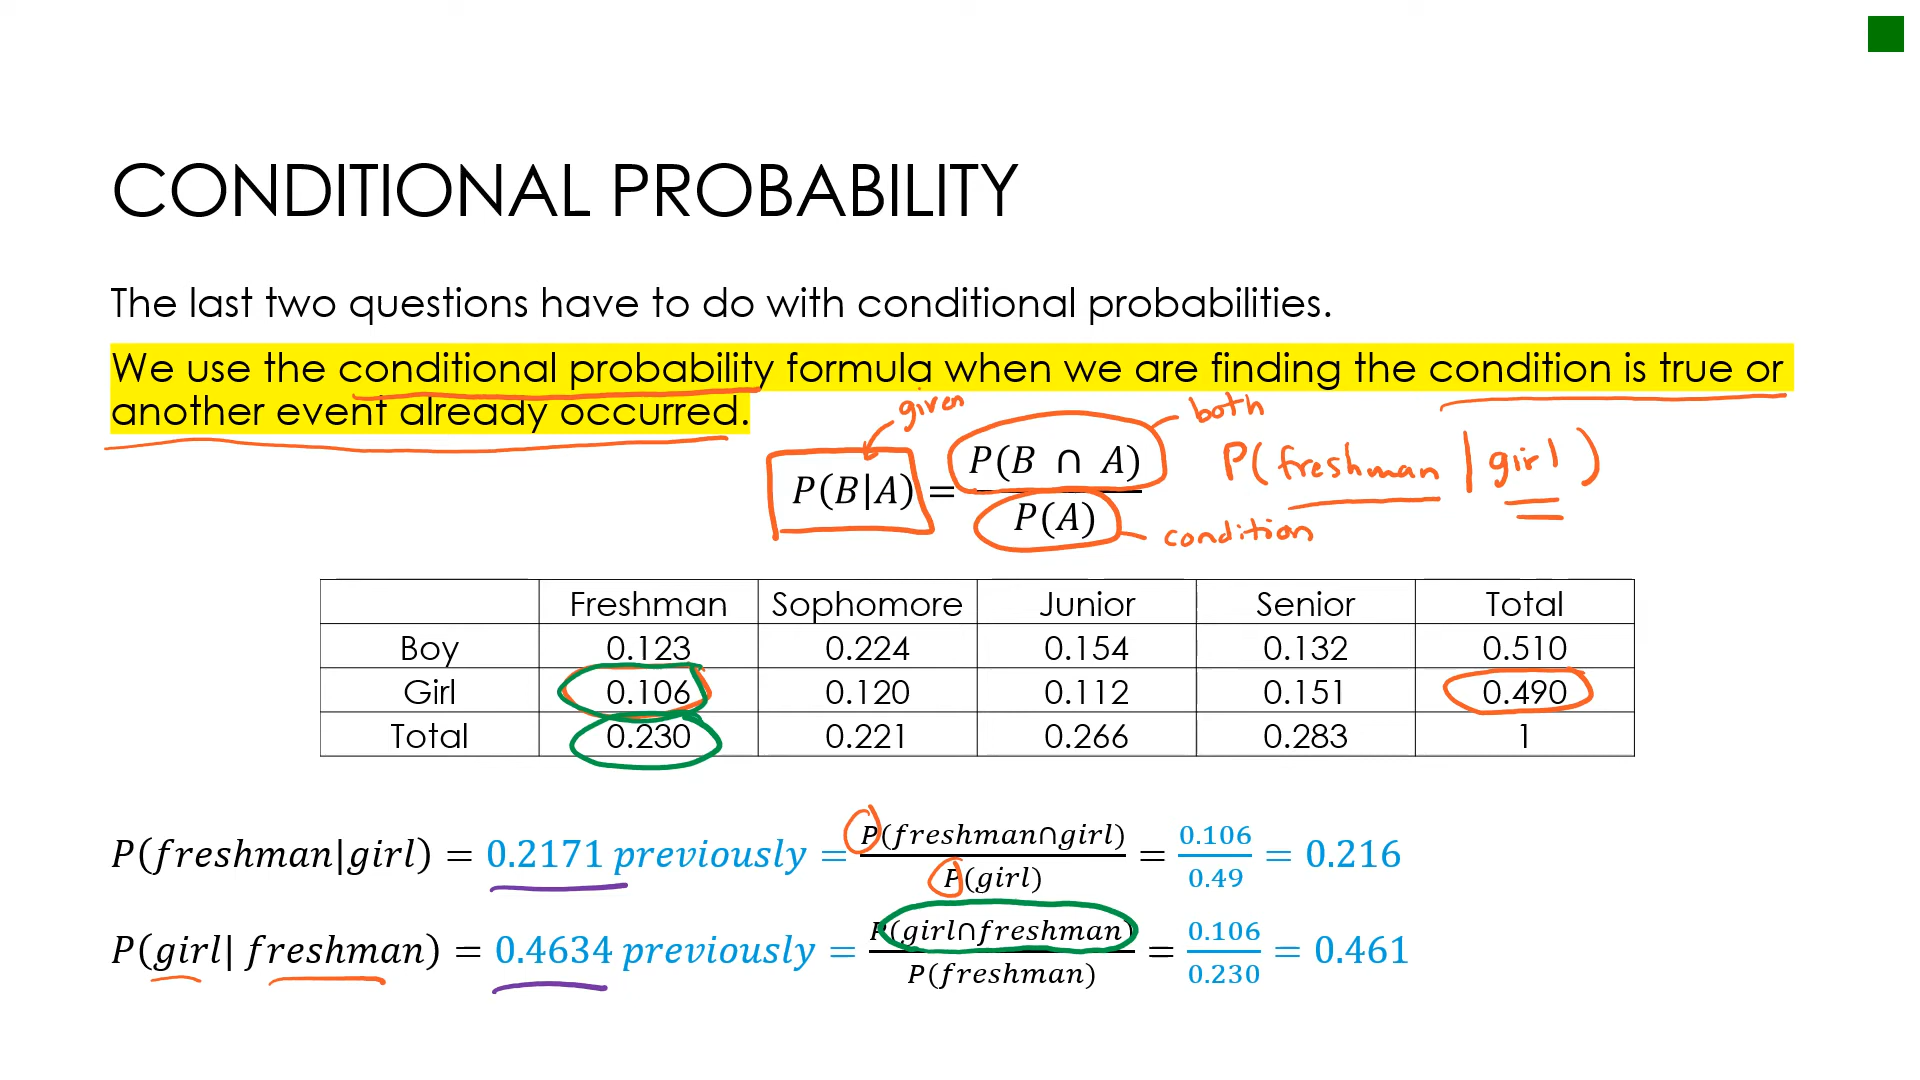 CONDITIONAL PROBABILITY
The last two questions have to do with conditional probabilities.
We use the conditional probability formula when we are finding the condition is true or
another event already occurred.
given
both
P(B|A) = P(B ∩ A) / P(A)
P(freshman | girl)
condition
Freshman Sophomore Junior Senior Total
Boy 0.123 0.224 0.154 0.132 0.510
Girl 0.106 0.120 0.112 0.151 0.490
Total 0.230 0.221 0.266 0.283 1
P(freshman|girl) = 0.2171 previously = P(freshman∩girl) / P(girl) = 0.106 / 0.49 = 0.216
P(girl| freshman) = 0.4634 previously = P(girl∩freshman) / P(freshman) = 0.106 / 0.230 = 0.461